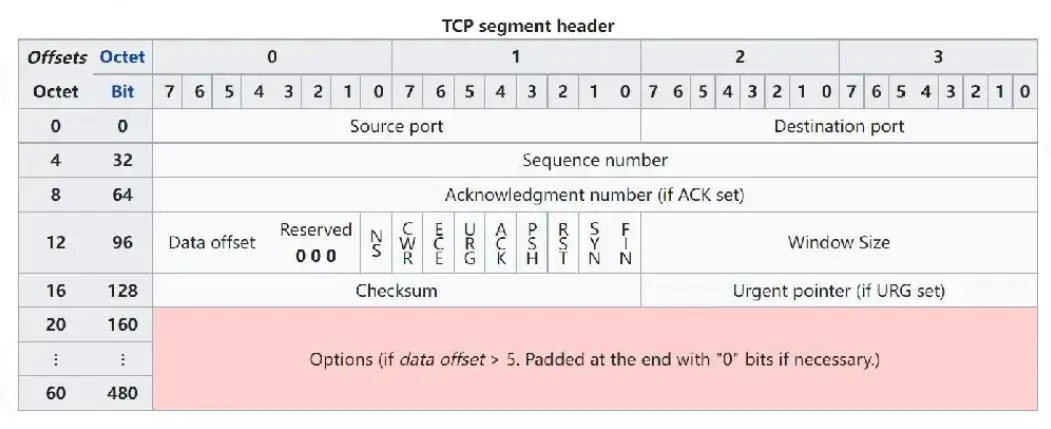 TCP segment header
Offsets Octet 0 1 2 3
Octet Bit 7 6 5 4 3 2 1 0 7 6 5 4 3 2 1 0 7 6 5 4 3 2 1 0 7 6 5 4 3 2 1 0
0 0 Source port Destination port
4 32 Sequence number
8 64 Acknowledgment number (if ACK set)
12 96 Data offset Reserved 000 NS CWR ECE URG ACK PSH RST SYN FIN Window Size
16 128 Checksum Urgent pointer (if URG set)
20 160
⋮ ⋮ Options (if data offset > 5. Padded at the end with "0" bits if necessary.)
60 480